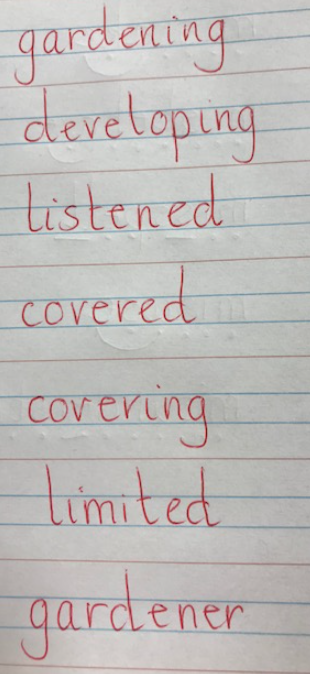 gardening
developing
listened
covered
covering
limited
gardener